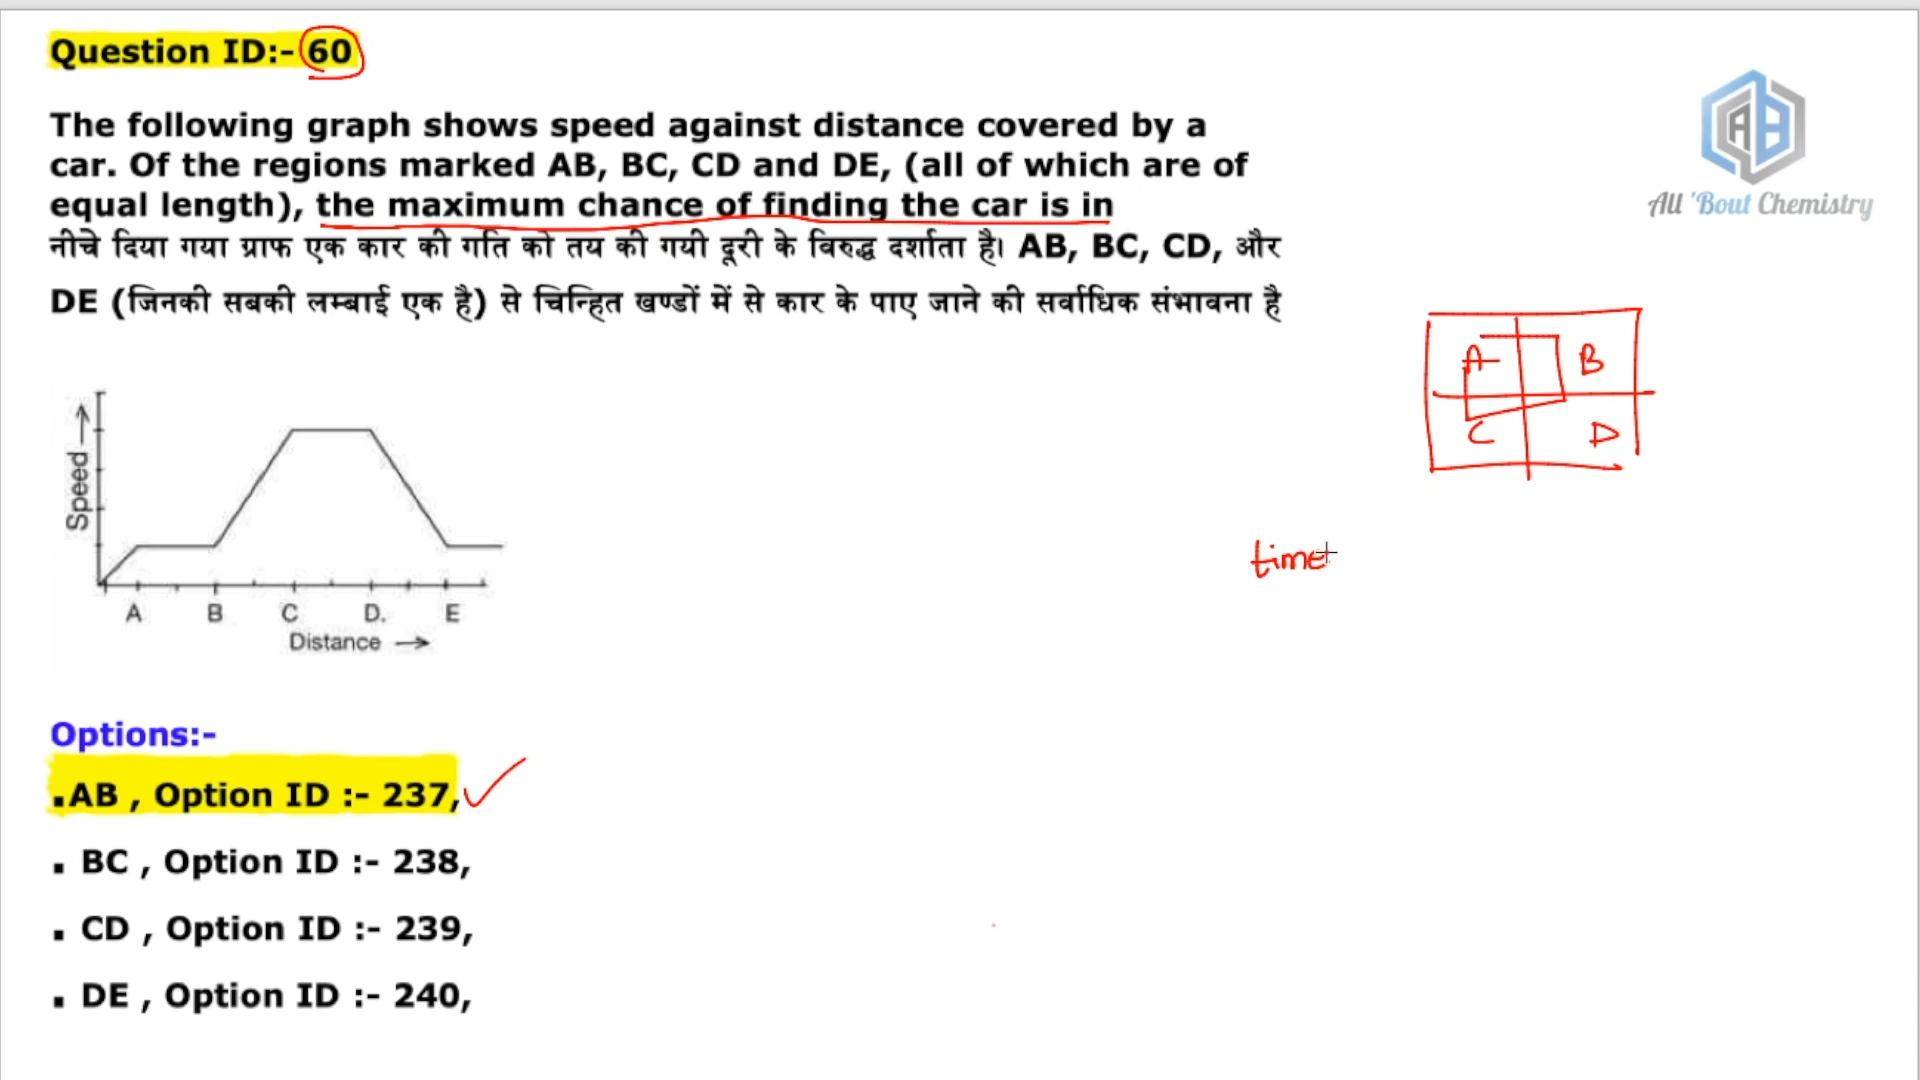 Question ID:- 60
The following graph shows speed against distance covered by a
car. Of the regions marked AB, BC, CD and DE, (all of which are of
equal length), the maximum chance of finding the car is in
नीचे दिया गया ग्राफ एक कार की गति को तय की गयी दूरी के विरुद्ध दर्शाता है। AB, BC, CD, और
DE (जिनकी सबकी लम्बाई एक है) से चिन्हित खण्डों में से कार के पाए जाने की सर्वाधिक संभावना है
AB
All 'Bout Chemistry
A B
C D
time
Speed
A B C D. E
Distance
Options:-
.AB , Option ID :- 237,
. BC , Option ID :- 238,
. CD , Option ID :- 239,
. DE , Option ID :- 240,